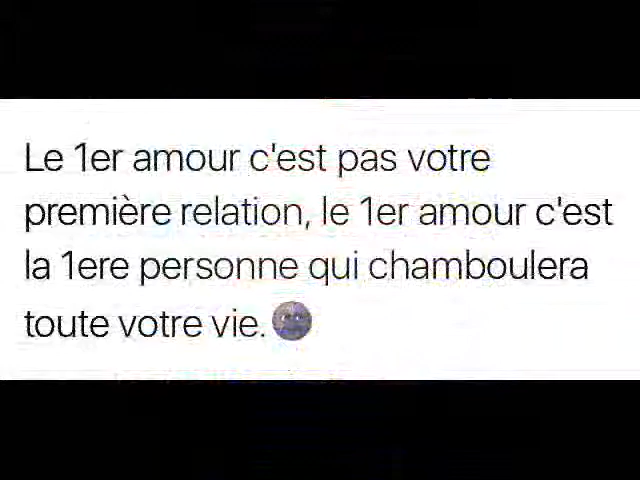 Le 1er amour c'est pas votre
première relation, le 1er amour c'est
la 1ere personne qui chamboulera
toute votre vie.🌚